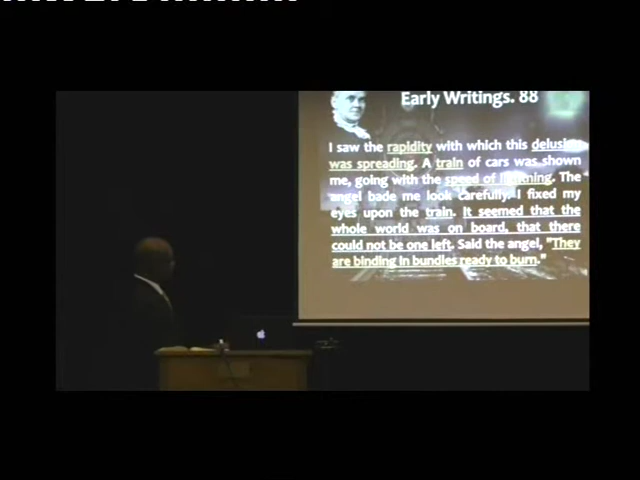 Early Writings. 88
I saw the rapidity with which this delusion
was spreading. A train of cars was shown
me, going with the speed of lightning. The
angel bade me look carefully. I fixed my
eyes upon the train. It seemed that the
whole world was on board, that there
could not be one left. Said the angel, "They
are binding in bundles ready to burn."